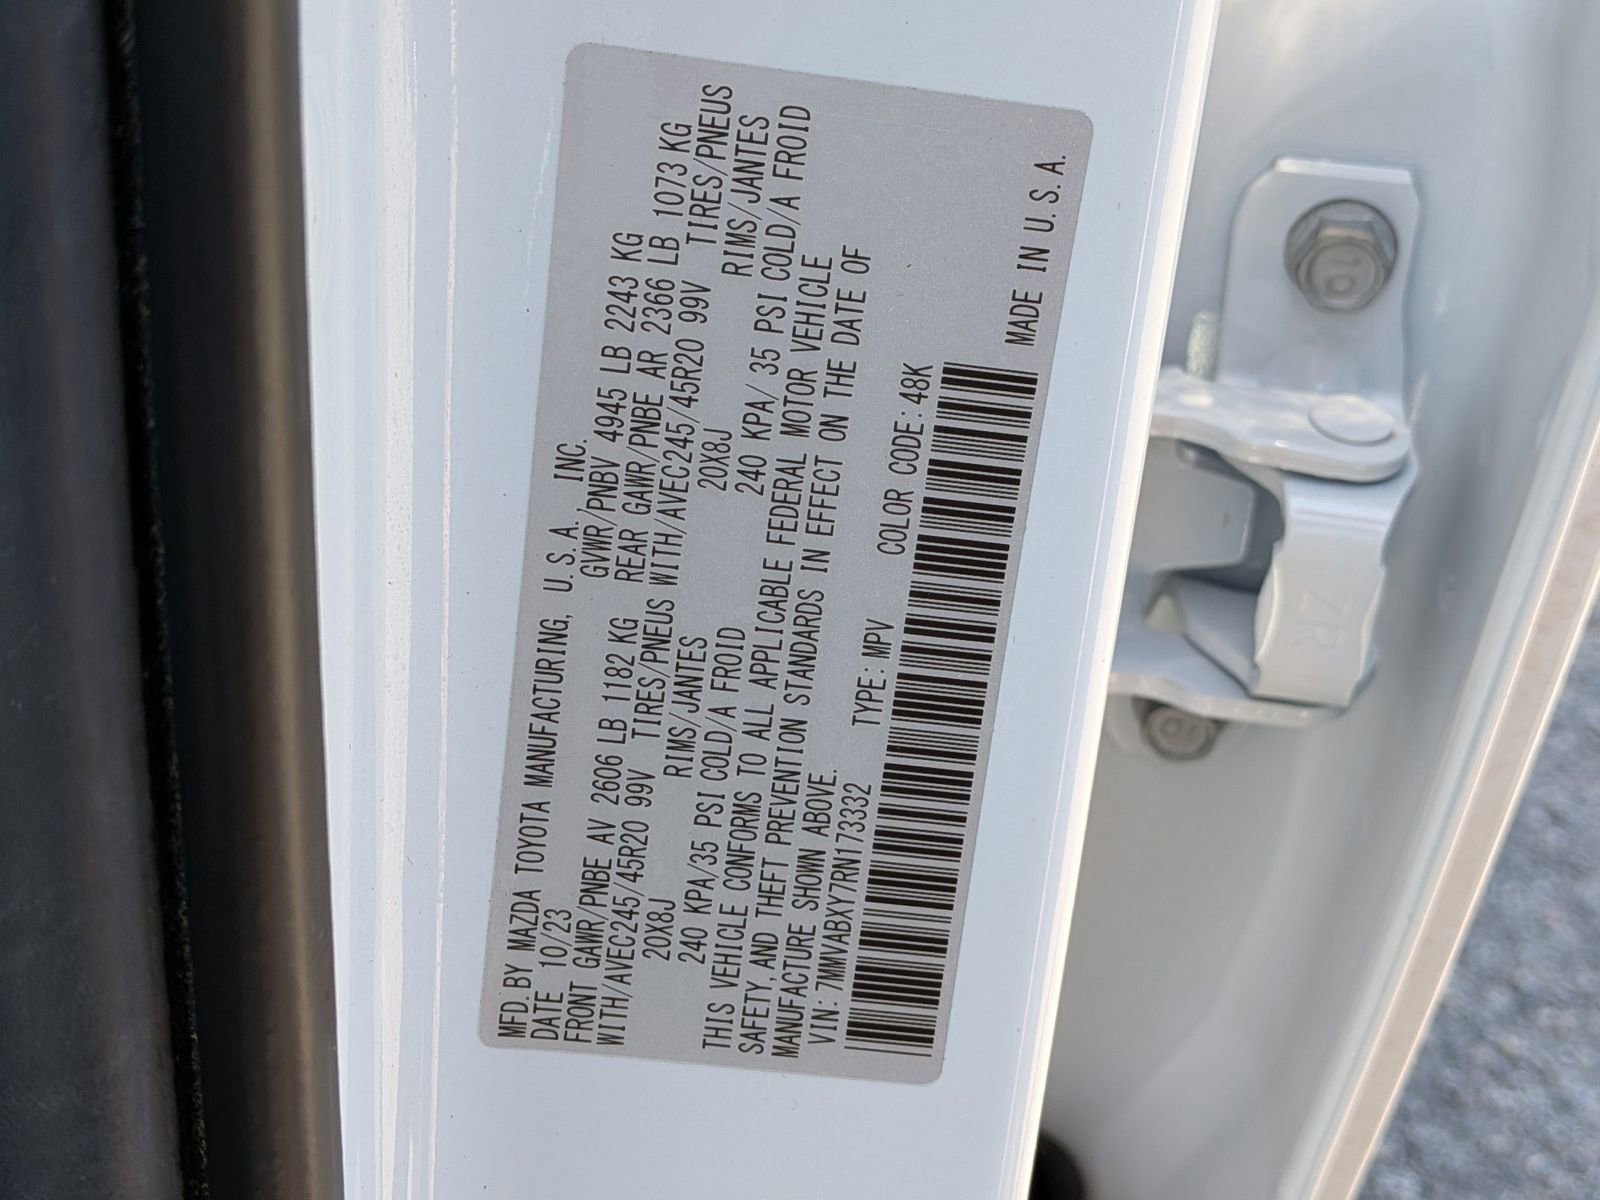 MFD. BY MAZDA TOYOTA MANUFACTURING, U. S. A. INC.
DATE 10/23 GVWR/PNBV 4945 LB 2243 KG
FRONT GAWR/PNBE AV 2606 LB 1182 KG REAR GAWR/PNBE AR 2366 LB 1073 KG
WITH/AVEC245/45R20 99V TIRES/PNEUS WITH/AVEC245/45R20 99V TIRES/PNEUS
20X8J RIMS/JANTES 20X8J RIMS/JANTES
240 KPA/35 PSI COLD/A FROID 240 KPA/ 35 PSI COLD/A FROID
THIS VEHICLE CONFORMS TO ALL APPLICABLE FEDERAL MOTOR VEHICLE
SAFETY, AND THEFT PREVENTION STANDARDS IN EFFECT ON THE DATE OF
MANUFACTURE SHOWN ABOVE.
VIN: 7MMVABXY7RN173332 TYPE: MPV COLOR CODE: 48K
MADE IN U. S. A.
10
ZR